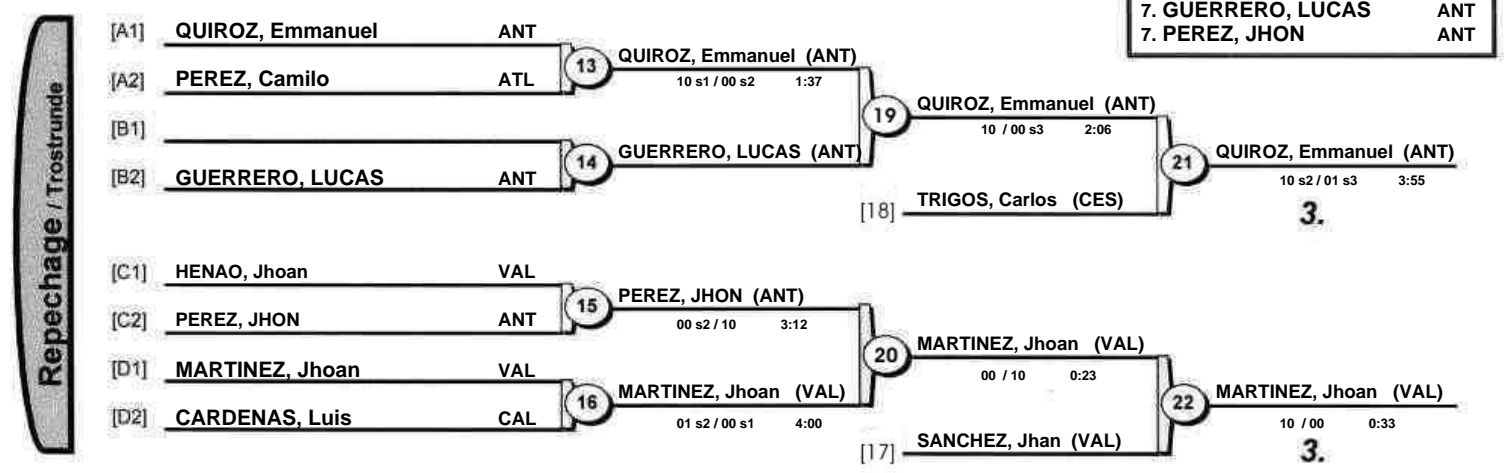 7. GUERRERO, LUCAS ANT
7. PEREZ, JHON ANT
Repechage / Trostrunde
[A1] QUIROZ, Emmanuel ANT
[A2] PEREZ, Camilo ATL
13 QUIROZ, Emmanuel (ANT)
10 s1 / 00 s2 1:37
[B1]
[B2] GUERRERO, LUCAS ANT
14 GUERRERO, LUCAS (ANT)
19 QUIROZ, Emmanuel (ANT)
10 / 00 s3 2:06
[18] TRIGOS, Carlos (CES)
21 QUIROZ, Emmanuel (ANT)
10 s2 / 01 s3 3:55
3.
[C1] HENAO, Jhoan VAL
[C2] PEREZ, JHON ANT
15 PEREZ, JHON (ANT)
00 s2 / 10 3:12
[D1] MARTINEZ, Jhoan VAL
[D2] CARDENAS, Luis CAL
16 MARTINEZ, Jhoan (VAL)
01 s2 / 00 s1 4:00
20 MARTINEZ, Jhoan (VAL)
00 / 10 0:23
[17] SANCHEZ, Jhan (VAL)
22 MARTINEZ, Jhoan (VAL)
10 / 00 0:33
3.